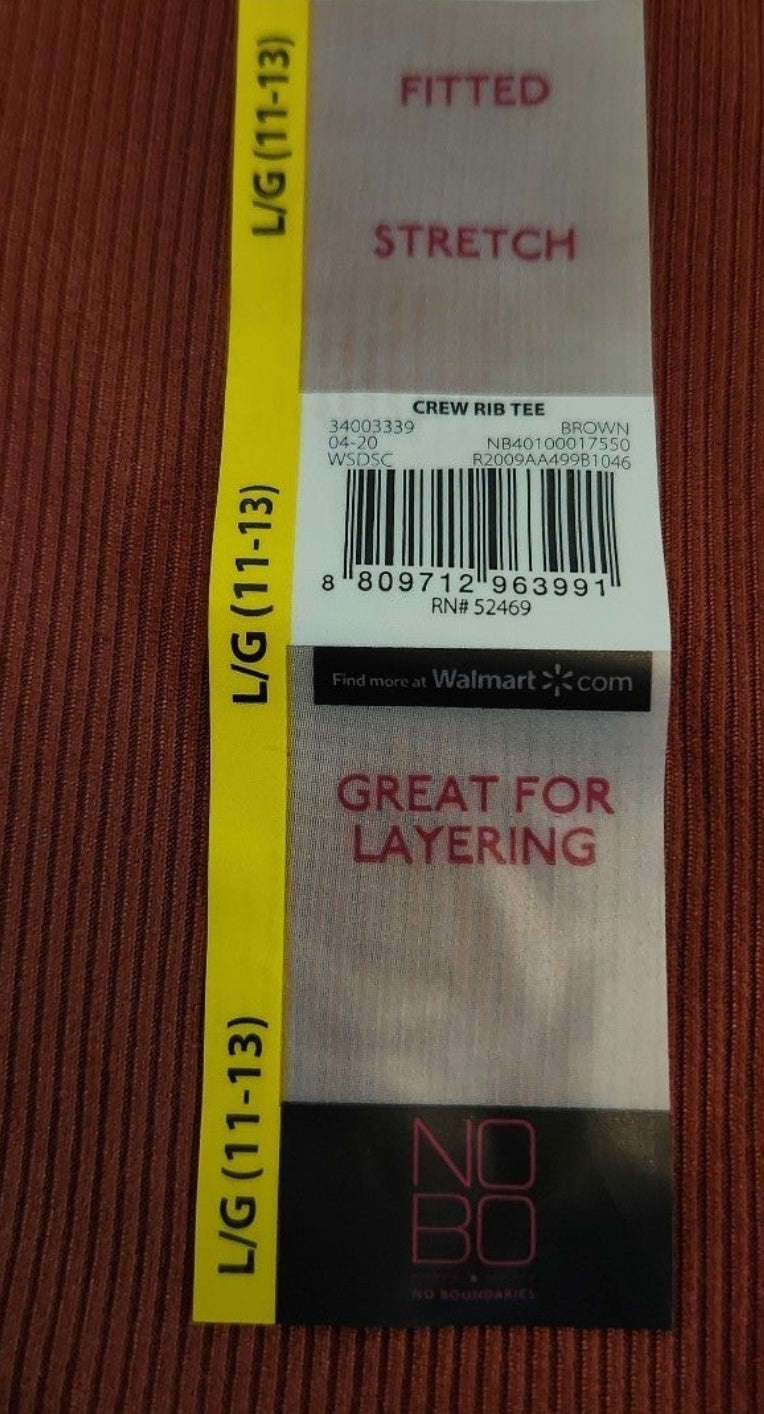 L/G (11-13)
FITTED
STRETCH
CREW RIB TEE
34003339 BROWN
04-20 NB40100017550
WSDSC R2009AA499B1046
8 809712 963991
RN# 52469
L/G (11-13)
Find more at Walmart.com
GREAT FOR
LAYERING
L/G (11-13)
NO
BO
NO BOUNDARIES